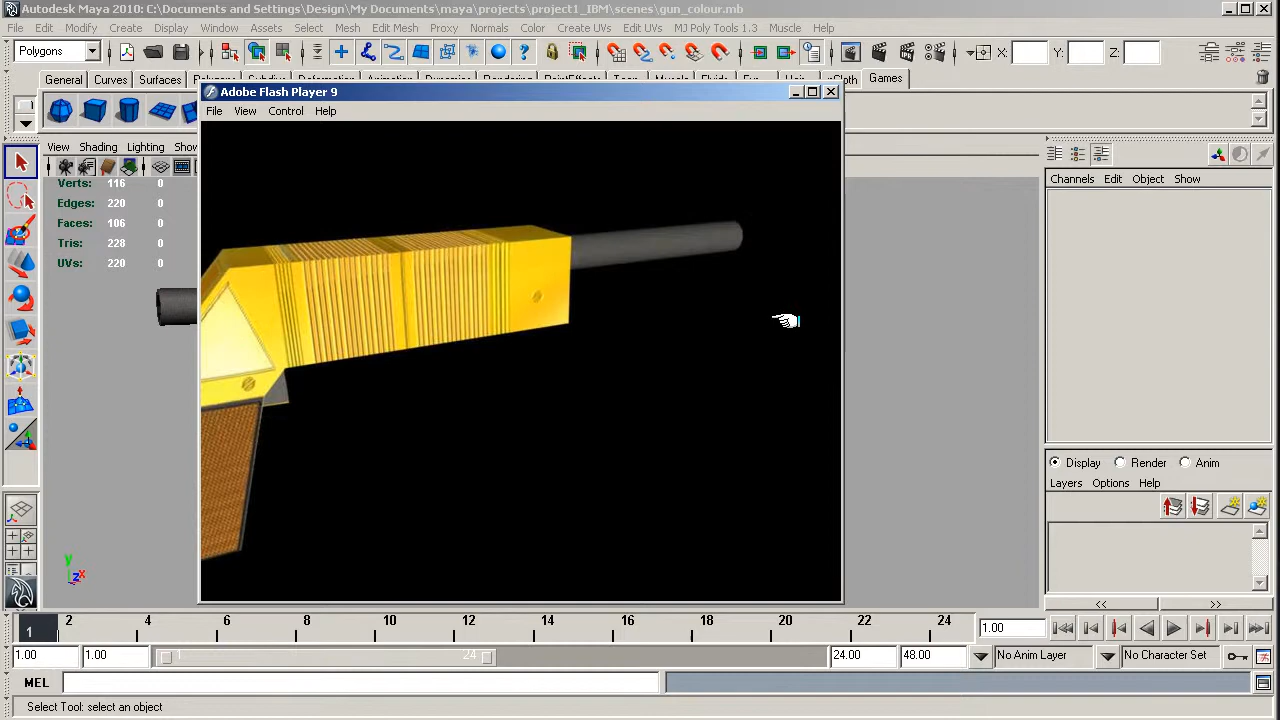 Autodesk Maya 2010: C:\Documents and Settings\Design\My Documents\maya\projects\project1_IBM\scenes\gun_colour.mb
File Edit Modify Create Display Window Assets Select Mesh Edit Mesh Proxy Normals Color Create UVs Edit UVs MJ Poly Tools 1.3 Muscle Help
Polygons X: Y: Z:
General Curves Surfaces Games
Adobe Flash Player 9
File View Control Help
View Shading Lighting
Channels Edit Object Show
Verts: 116 0
Edges: 220 0
Faces: 106 0
Tris: 228 0
UVs: 220 0
Display Render Anim
Layers Options Help
y
z x
<< >>
1 2 4 6 8 10 12 14 16 18 20 22 24 1.00
1.00 1.00 1 24 24.00 48.00 No Anim Layer No Character Set
MEL
Select Tool: select an object